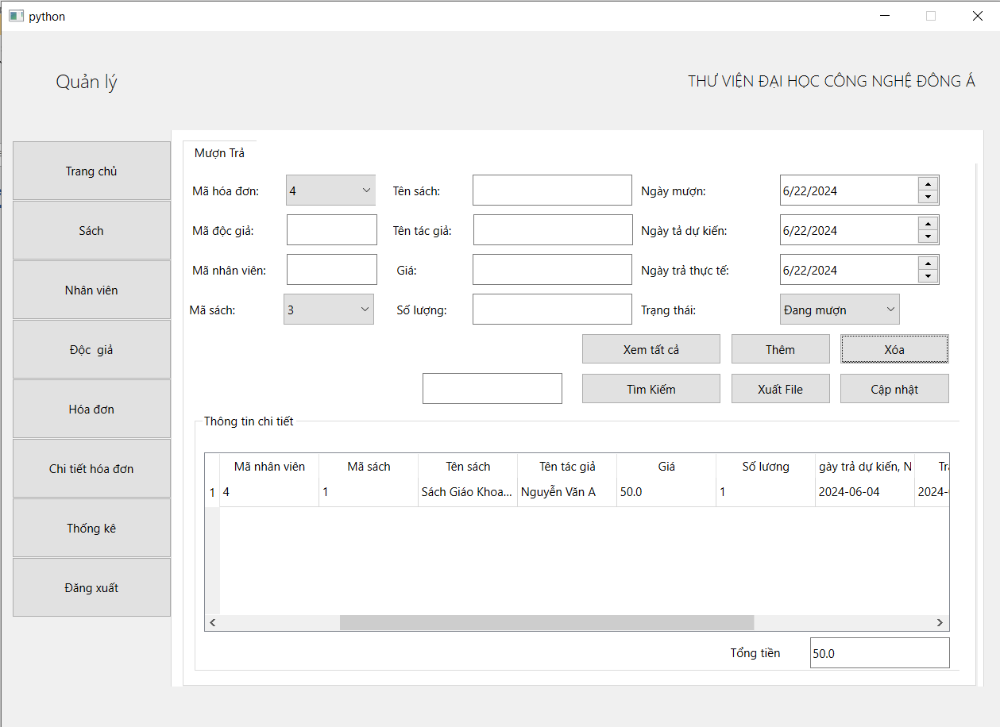 python
Quản lý
THƯ VIỆN ĐẠI HỌC CÔNG NGHỆ ĐÔNG Á
Trang chủ
Sách
Nhân viên
Độc giả
Hóa đơn
Chi tiết hóa đơn
Thống kê
Đăng xuất
Mượn Trả
Mã hóa đơn: 4 Tên sách: Ngày mượn: 6/22/2024
Mã độc giả: Tên tác giả: Ngày tả dự kiến: 6/22/2024
Mã nhân viên: Giá: Ngày trả thực tế: 6/22/2024
Mã sách: 3 Số lượng: Trạng thái: Đang mượn
Xem tất cả Thêm Xóa
Tìm Kiếm Xuất File Cập nhật
Thông tin chi tiết
Mã nhân viên Mã sách Tên sách Tên tác giả Giá Số lương gày trả dự kiến, N Tr
1 4 1 Sách Giáo Khoa... Nguyễn Văn A 50.0 1 2024-06-04 2024-
Tổng tiền 50.0